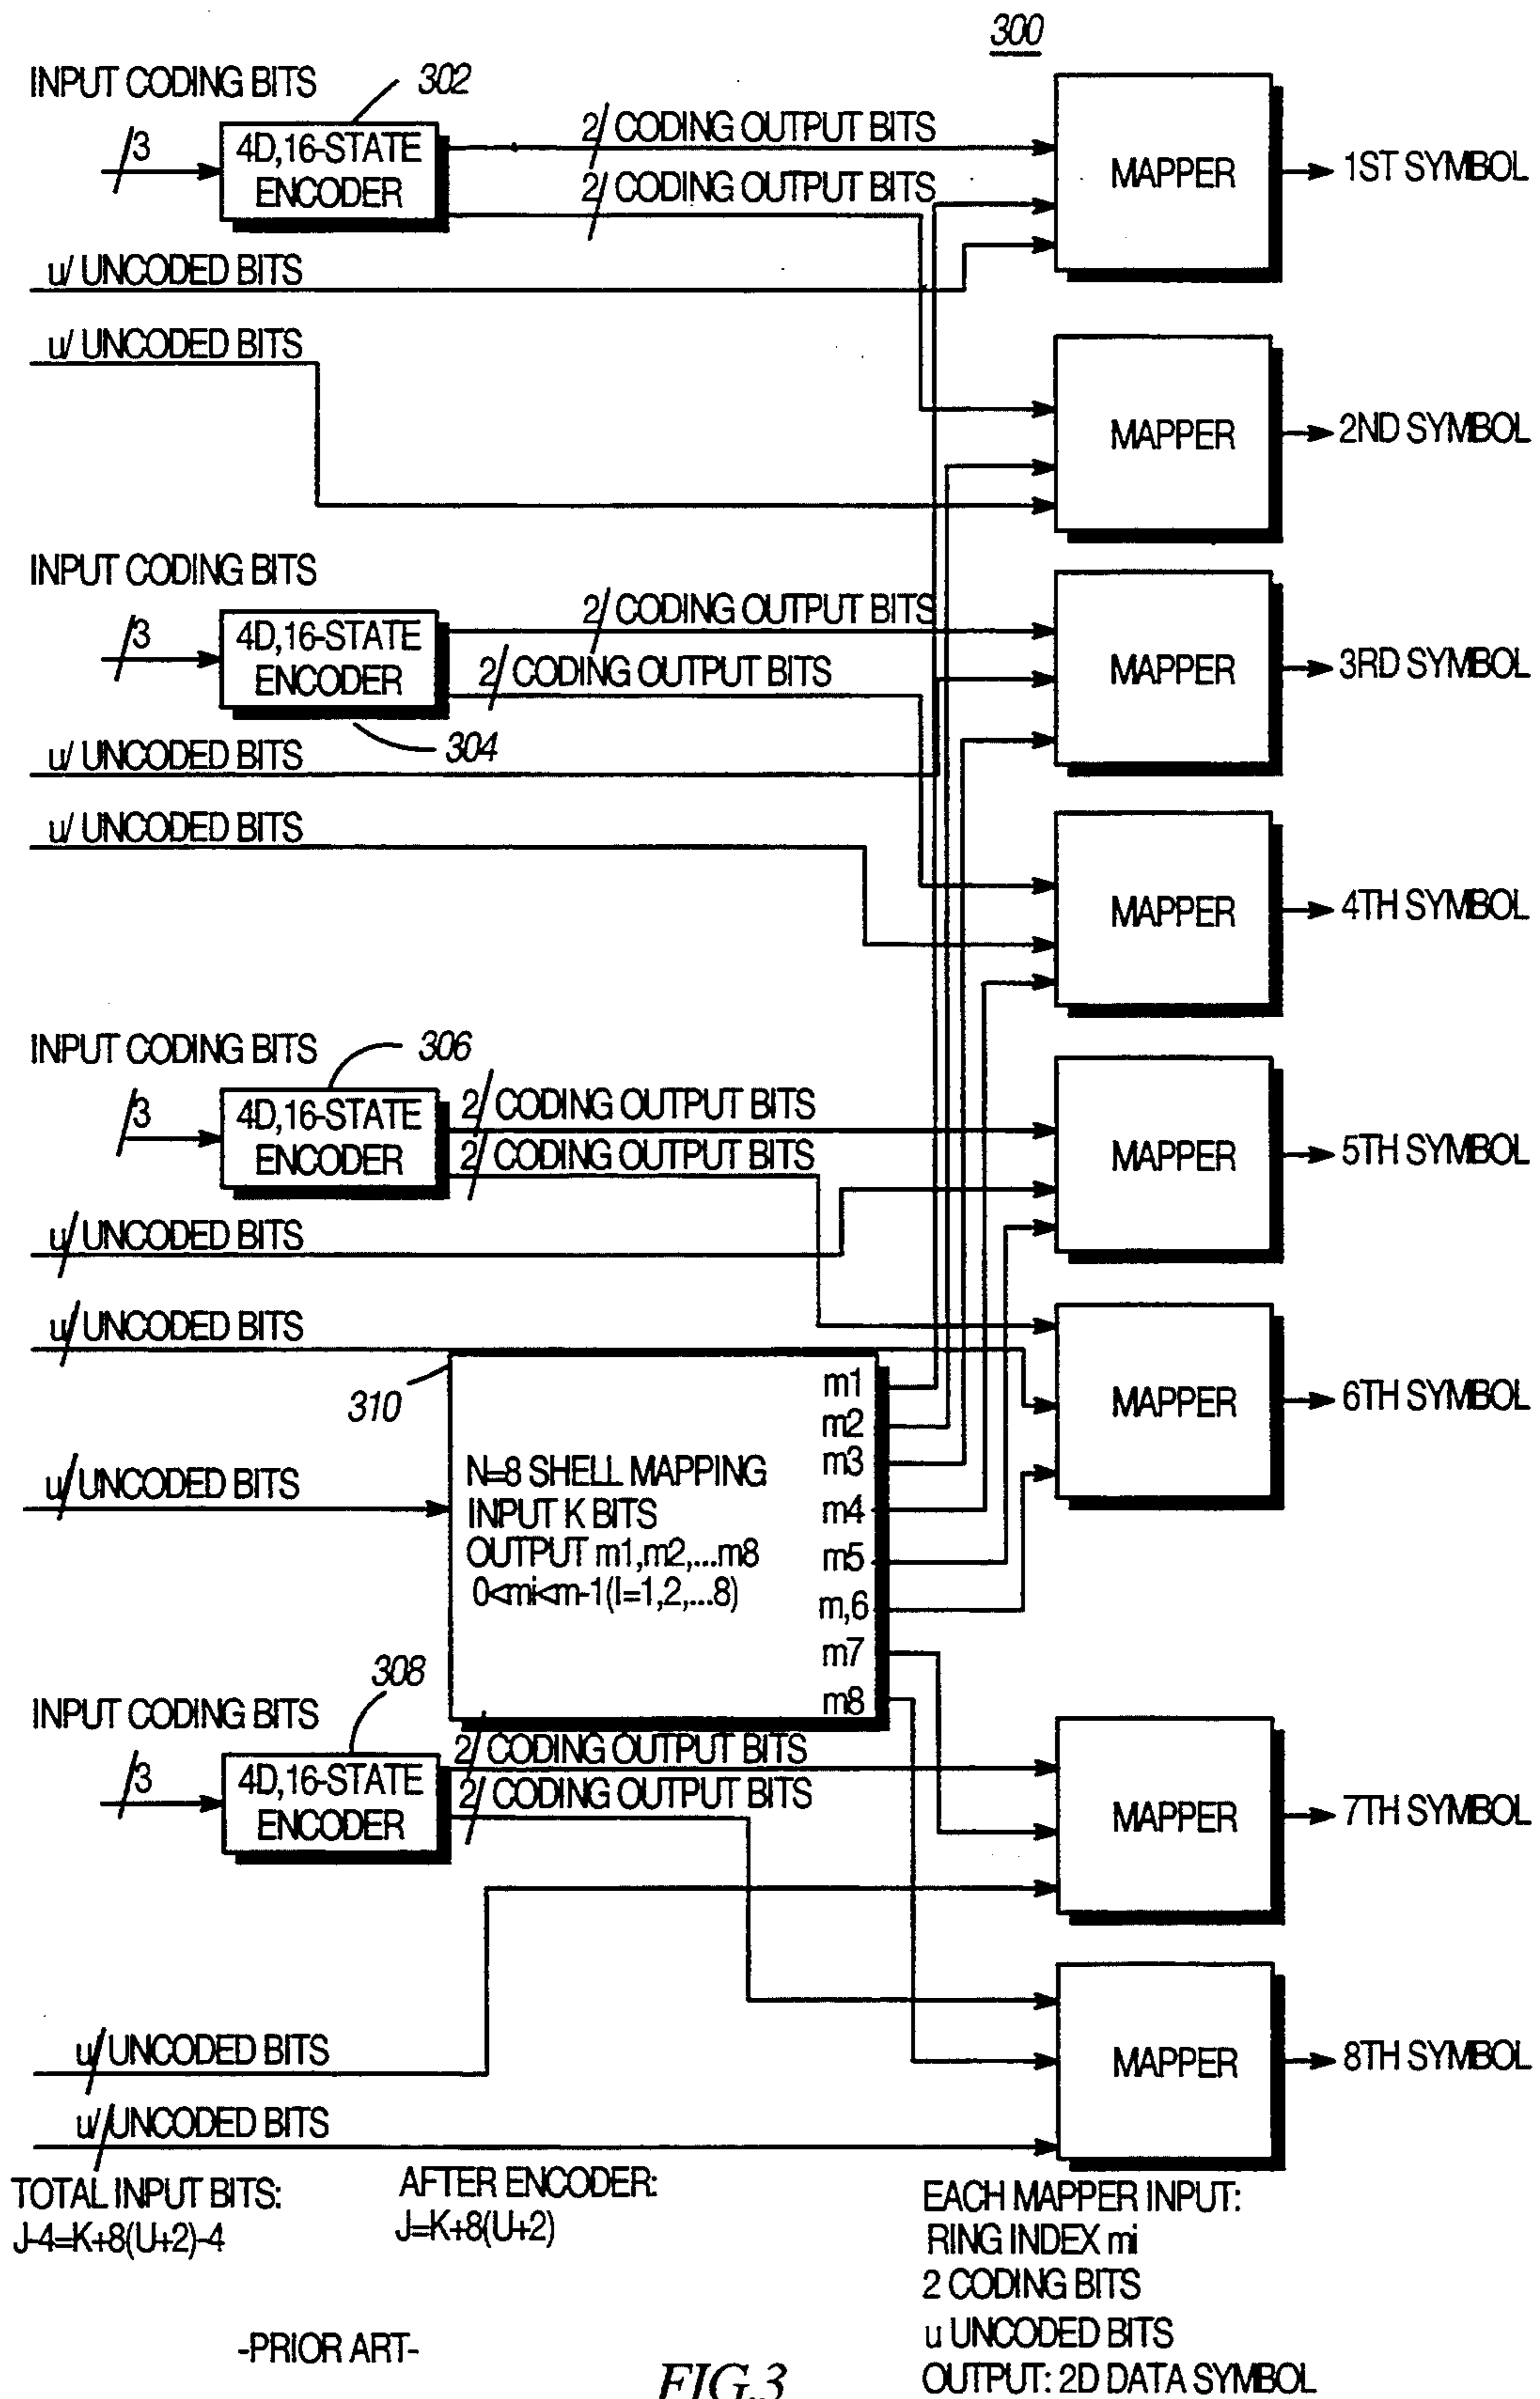 300
INPUT CODING BITS
302
3
4D,16-STATE
ENCODER
2/ CODING OUTPUT BITS
2/ CODING OUTPUT BITS
MAPPER
1ST SYMBOL
u/ UNCODED BITS
u/ UNCODED BITS
MAPPER
2ND SYMBOL
INPUT CODING BITS
3
4D,16-STATE
ENCODER
304
2/ CODING OUTPUT BITS
2/ CODING OUTPUT BITS
MAPPER
3RD SYMBOL
u/ UNCODED BITS
u/ UNCODED BITS
MAPPER
4TH SYMBOL
INPUT CODING BITS
306
3
4D,16-STATE
ENCODER
2/ CODING OUTPUT BITS
2/ CODING OUTPUT BITS
MAPPER
5TH SYMBOL
u/ UNCODED BITS
u/ UNCODED BITS
MAPPER
6TH SYMBOL
310
u/ UNCODED BITS
N=8 SHELL MAPPING
INPUT K BITS
OUTPUT m1,m2,...m8
0<mi<m-1(I=1,2,...8)
m1
m2
m3
m4
m5
m,6
m7
m8
INPUT CODING BITS
308
3
4D,16-STATE
ENCODER
2/ CODING OUTPUT BITS
2/ CODING OUTPUT BITS
MAPPER
7TH SYMBOL
u/ UNCODED BITS
u/ UNCODED BITS
MAPPER
8TH SYMBOL
TOTAL INPUT BITS:
J-4=K+8(U+2)-4
AFTER ENCODER:
J=K+8(U+2)
EACH MAPPER INPUT:
RING INDEX mi
2 CODING BITS
u UNCODED BITS
OUTPUT: 2D DATA SYMBOL
-PRIOR ART-
FIG.3